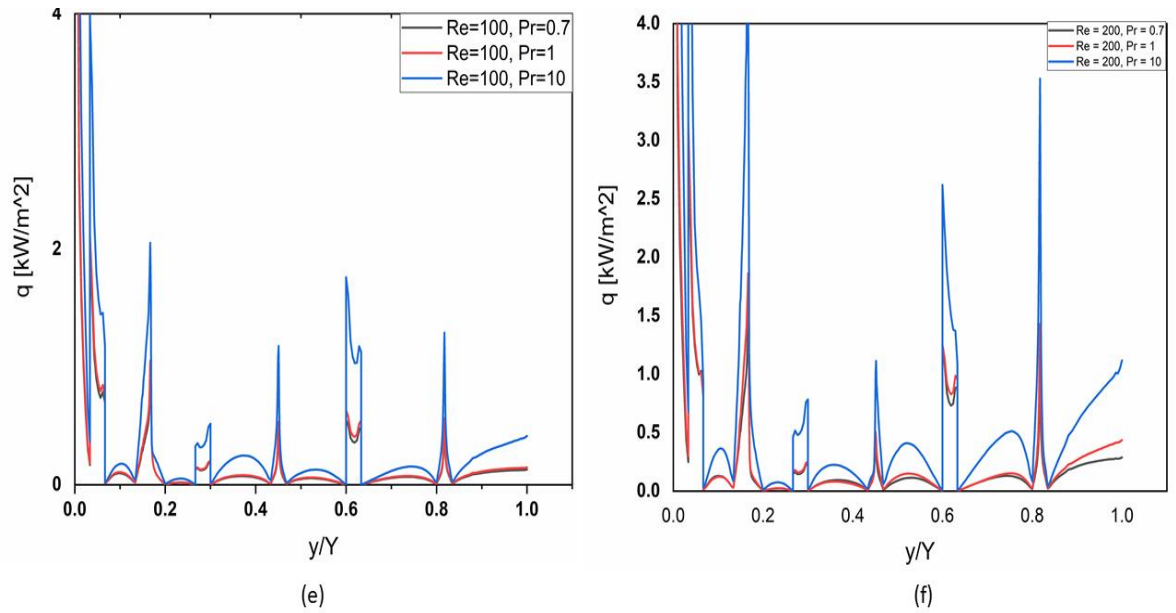 Re=100, Pr=0.7
Re=100, Pr=1
Re=100, Pr=10
4
2
0
q [kW/m^2]
0.0 0.2 0.4 0.6 0.8 1.0
y/Y
(e)
Re = 200, Pr = 0.7
Re = 200, Pr = 1
Re = 200, Pr = 10
4.0
3.5
3.0
2.5
2.0
1.5
1.0
0.5
0.0
q [kW/m^2]
0.0 0.2 0.4 0.6 0.8 1.0
y/Y
(f)